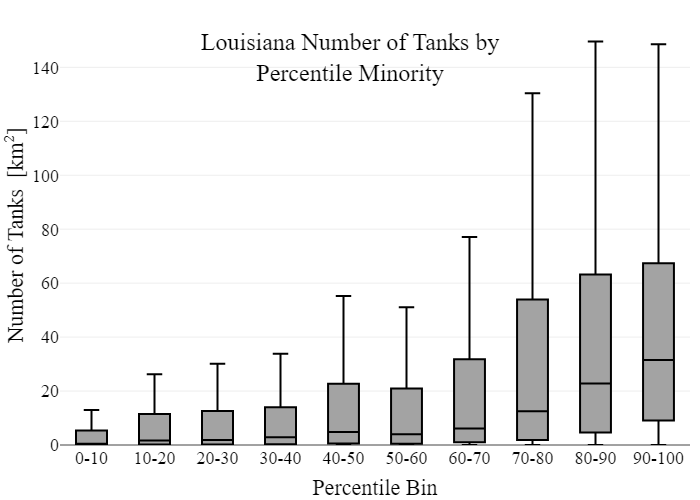 Louisiana Number of Tanks by
Percentile Minority
Number of Tanks [km²]
140
120
100
80
60
40
20
0
0-10 10-20 20-30 30-40 40-50 50-60 60-70 70-80 80-90 90-100
Percentile Bin